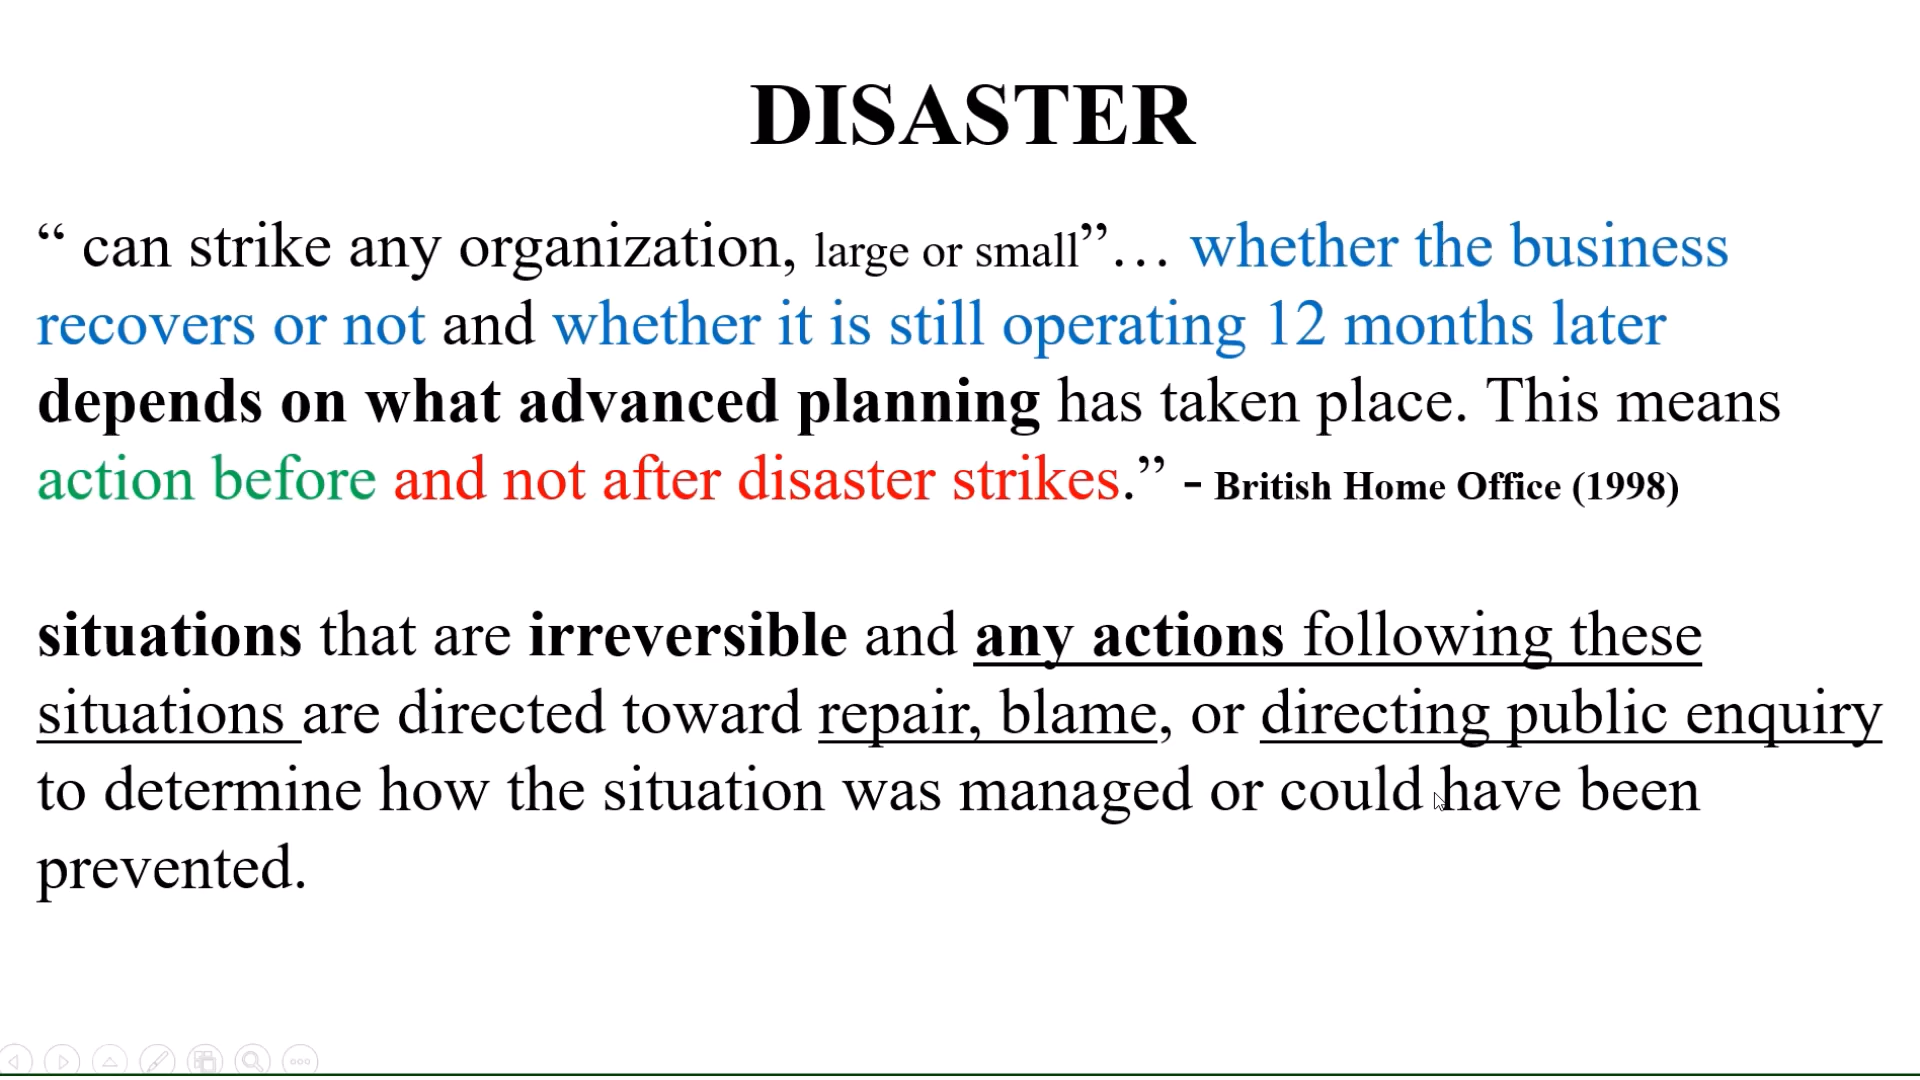 DISASTER
“ can strike any organization, large or small”… whether the business
recovers or not and whether it is still operating 12 months later
depends on what advanced planning has taken place. This means
action before and not after disaster strikes.” - British Home Office (1998)
situations that are irreversible and any actions following these
situations are directed toward repair, blame, or directing public enquiry
to determine how the situation was managed or could have been
prevented.